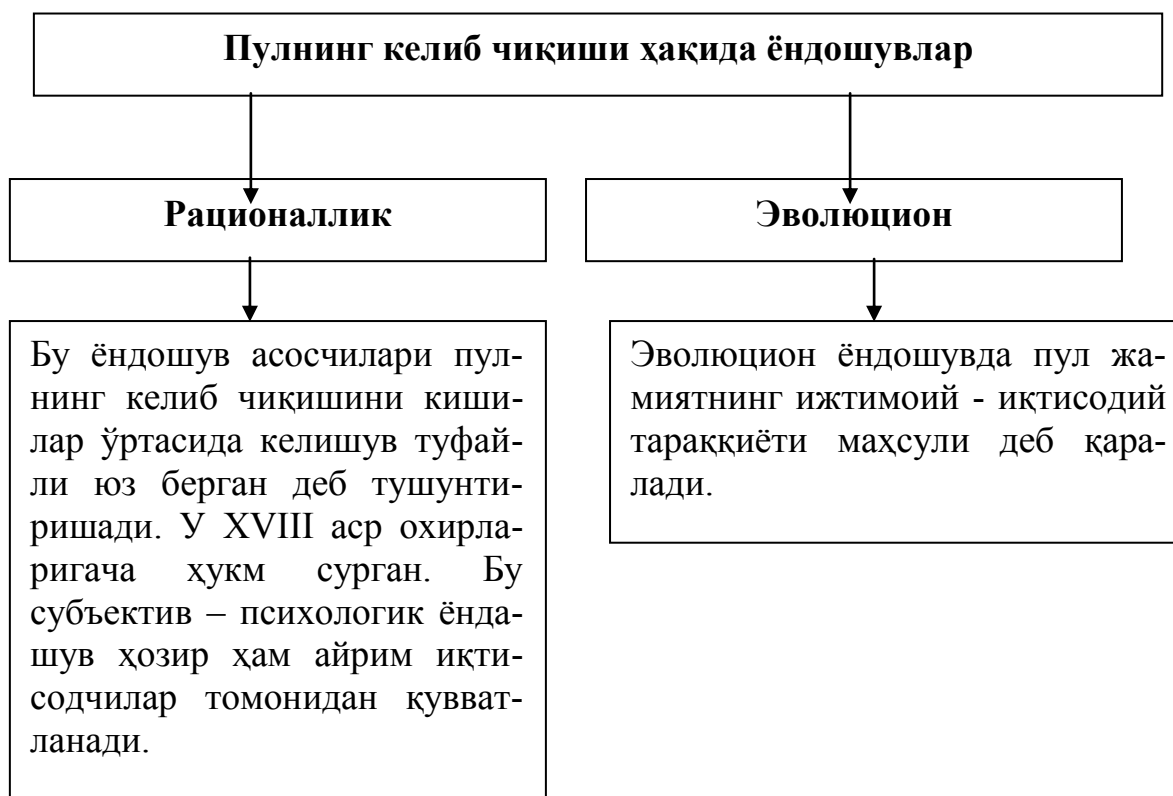 Пулнинг келиб чиқиши ҳақида ёндошувлар
Рационаллик
Эволюцион
Бу ёндошув асосчилари пул-
нинг келиб чиқишини киши-
лар ўртасида келишув туфай-
ли юз берган деб тушунти-
ришади. У XVIII аср охирла-
ригача ҳукм сурган. Бу
субъектив – психологик ёнда-
шув ҳозир ҳам айрим иқти-
содчилар томонидан қувват-
ланади.
Эволюцион ёндошувда пул жа-
миятнинг ижтимоий - иқтисодий
тараққиёти маҳсули деб қара-
лади.